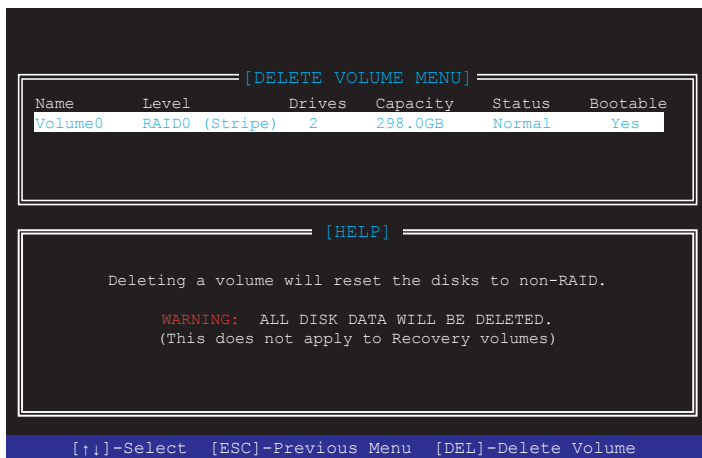 [DELETE VOLUME MENU]
Name Level Drives Capacity Status Bootable
Volume0 RAID0 (Stripe) 2 298.0GB Normal Yes
[HELP]
Deleting a volume will reset the disks to non-RAID.
WARNING: ALL DISK DATA WILL BE DELETED.
(This does not apply to Recovery volumes)
[↑↓]-Select [ESC]-Previous Menu [DEL]-Delete Volume